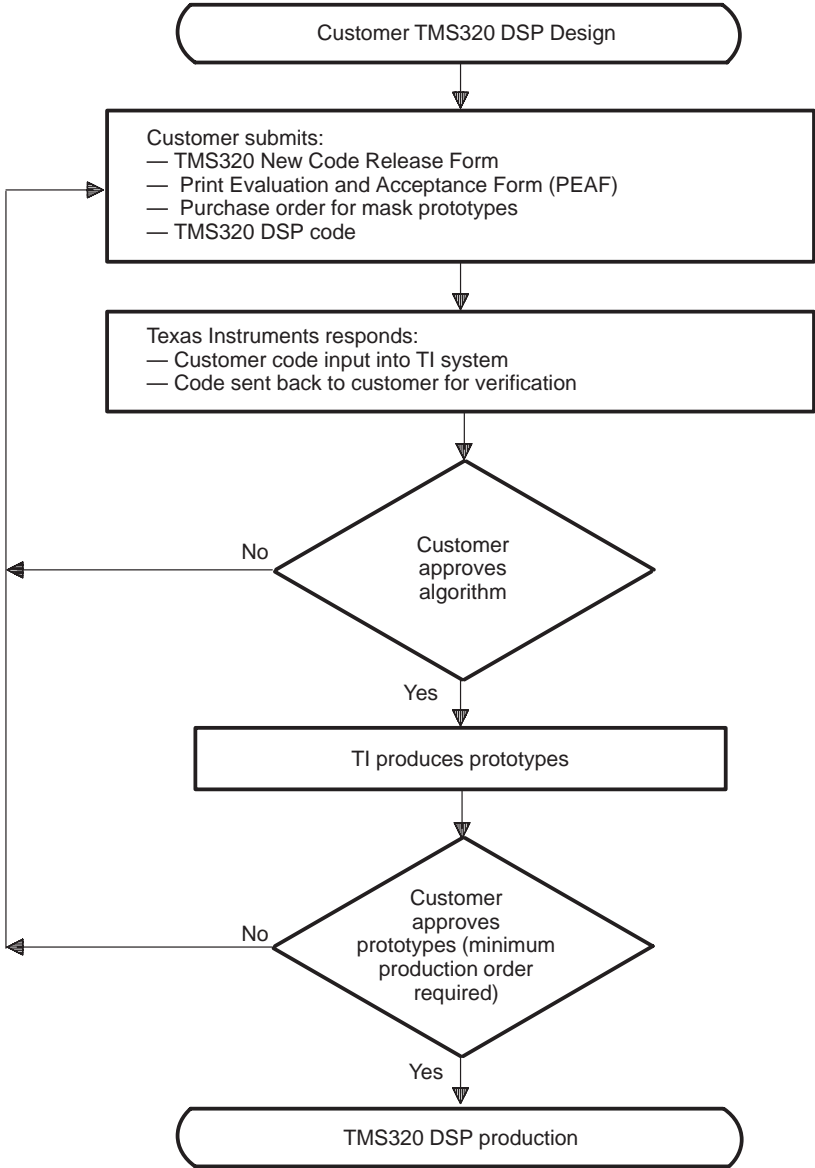 Customer TMS320 DSP Design
Customer submits:
— TMS320 New Code Release Form
— Print Evaluation and Acceptance Form (PEAF)
— Purchase order for mask prototypes
— TMS320 DSP code
Texas Instruments responds:
— Customer code input into TI system
— Code sent back to customer for verification
No
Customer
approves
algorithm
Yes
TI produces prototypes
No
Customer
approves
prototypes (minimum
production order
required)
Yes
TMS320 DSP production